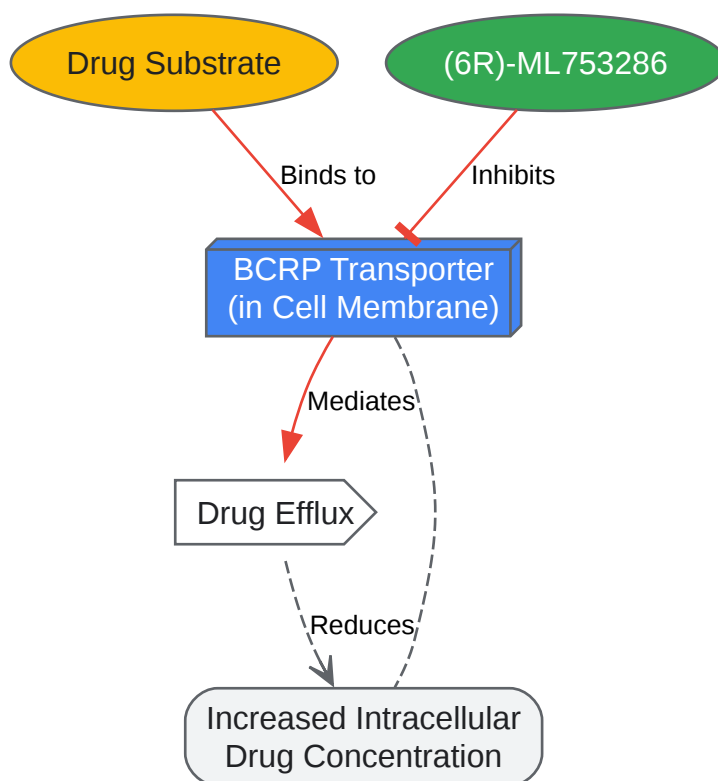 Drug Substrate
(6R)-ML753286
Binds to
Inhibits
BCRP Transporter
(in Cell Membrane)
Mediates
Drug Efflux
Reduces
Increased Intracellular
Drug Concentration